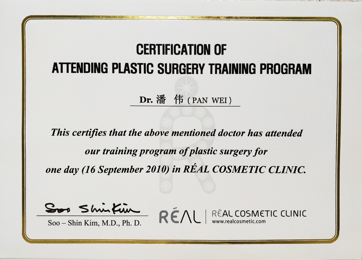 CERTIFICATION OF
ATTENDING PLASTIC SURGERY TRAINING PROGRAM
Dr. 潘 伟 (PAN WEI)
This certifies that the above mentioned doctor has attended
our training program of plastic surgery for
one day (16 September 2010) in RÉAL COSMETIC CLINIC.
Soo Shin Kim
Soo – Shin Kim, M.D., Ph. D.
RÉAL
RÉAL COSMETIC CLINIC
www.realcosmetic.com